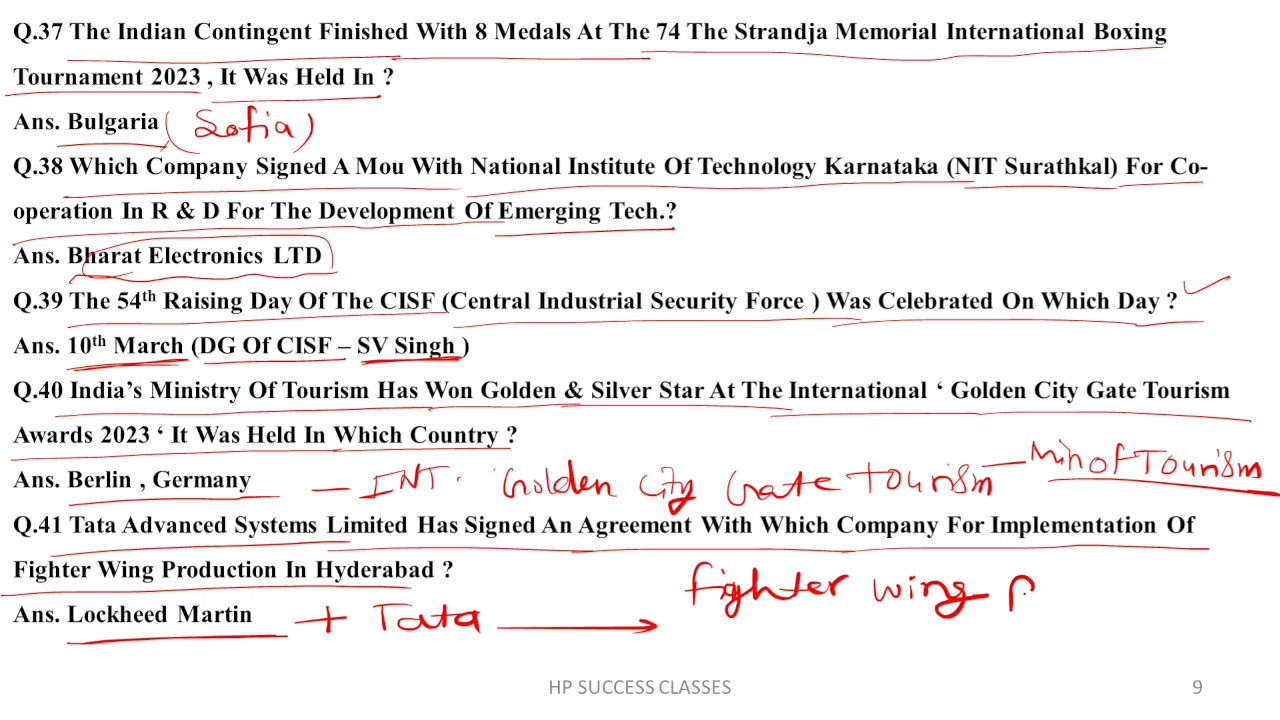 Q.37 The Indian Contingent Finished With 8 Medals At The 74 The Strandja Memorial International Boxing
Tournament 2023 , It Was Held In ?
Ans. Bulgaria (Sofia)
Q.38 Which Company Signed A Mou With National Institute Of Technology Karnataka (NIT Surathkal) For Co-
operation In R & D For The Development Of Emerging Tech.?
Ans. Bharat Electronics LTD
Q.39 The 54th Raising Day Of The CISF (Central Industrial Security Force ) Was Celebrated On Which Day ?
Ans. 10th March (DG Of CISF – SV Singh )
Q.40 India’s Ministry Of Tourism Has Won Golden & Silver Star At The International ‘ Golden City Gate Tourism
Awards 2023 ‘ It Was Held In Which Country ?
Ans. Berlin , Germany — INT. Golden City Gate tourism — Min of Tourism
Q.41 Tata Advanced Systems Limited Has Signed An Agreement With Which Company For Implementation Of
Fighter Wing Production In Hyderabad ?
Ans. Lockheed Martin + Tata → fighter wing p
HP SUCCESS CLASSES 9